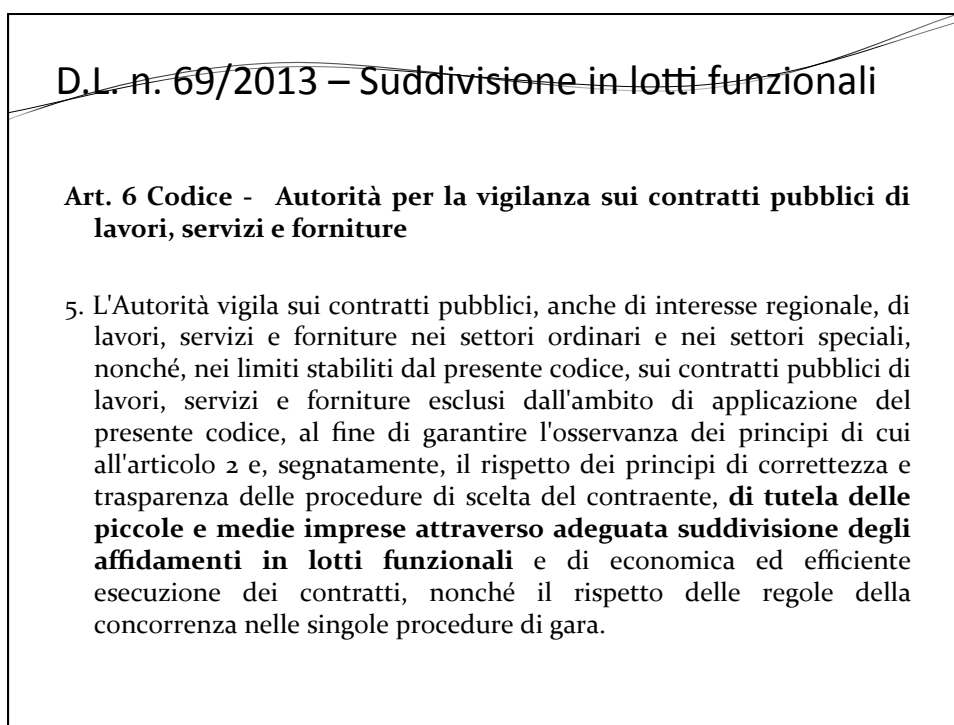 D.L. n. 69/2013 – Suddivisione in lotti funzionali
Art. 6 Codice - Autorità per la vigilanza sui contratti pubblici di
lavori, servizi e forniture
5. L'Autorità vigila sui contratti pubblici, anche di interesse regionale, di
lavori, servizi e forniture nei settori ordinari e nei settori speciali,
nonché, nei limiti stabiliti dal presente codice, sui contratti pubblici di
lavori, servizi e forniture esclusi dall'ambito di applicazione del
presente codice, al fine di garantire l'osservanza dei principi di cui
all'articolo 2 e, segnatamente, il rispetto dei principi di correttezza e
trasparenza delle procedure di scelta del contraente, di tutela delle
piccole e medie imprese attraverso adeguata suddivisione degli
affidamenti in lotti funzionali e di economica ed efficiente
esecuzione dei contratti, nonché il rispetto delle regole della
concorrenza nelle singole procedure di gara.